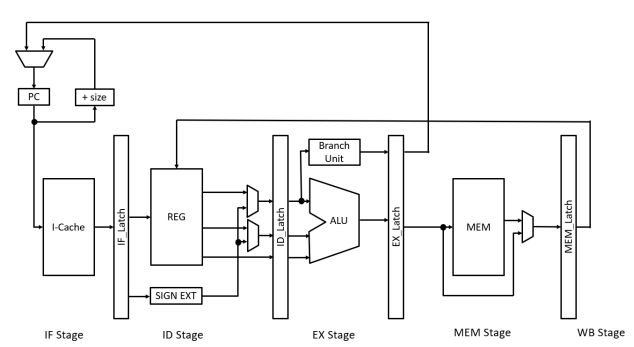 PC
+ size
Branch
Unit
I-Cache
IF_Latch
REG
ID_Latch
ALU
EX_Latch
MEM
MEM_Latch
SIGN EXT
IF Stage
ID Stage
EX Stage
MEM Stage
WB Stage